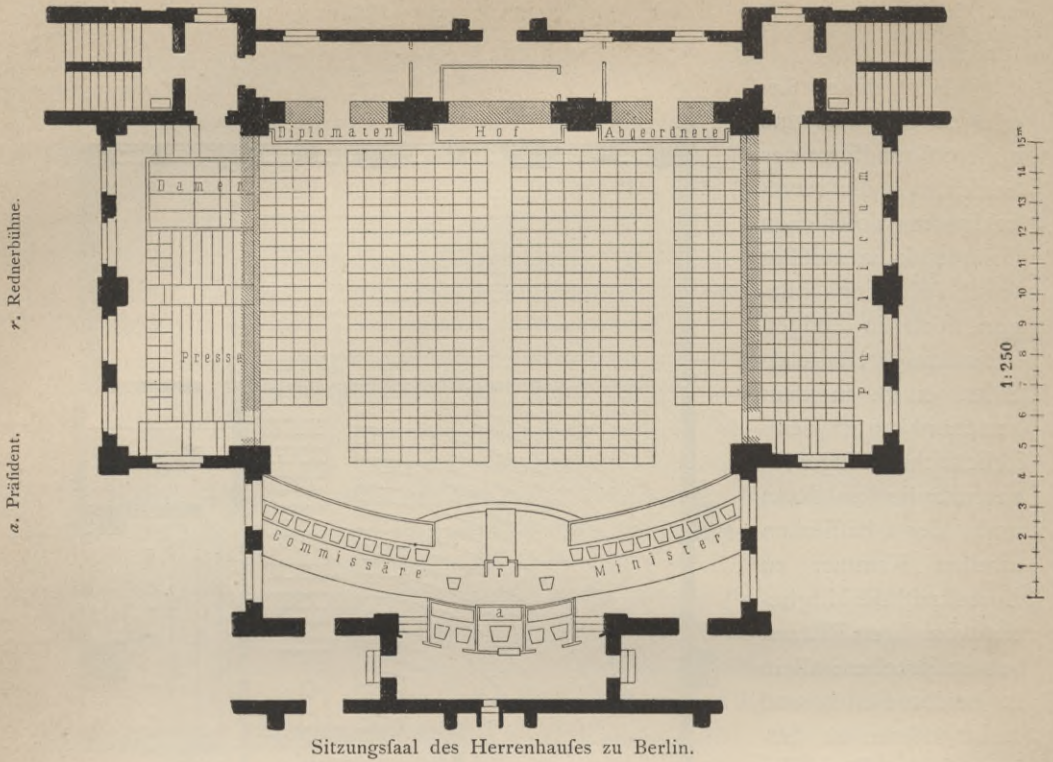 Diplomaten
Hof
Abgeordnete
Damen
Presse
Publicum
Commissäre
Minister
r
a
r. Rednerbühne.
a. Präſident.
15m
14
13
12
11
10
9
8
7
6
5
4
3
2
1
1:250
Sitzungsſaal des Herrenhauſes zu Berlin.